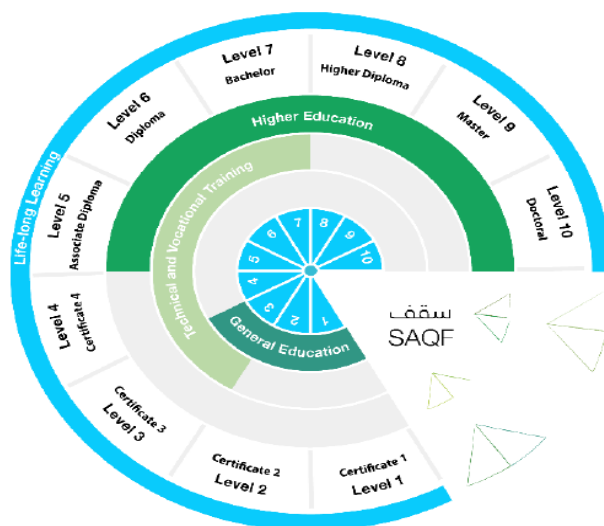 Life-long Learning
Level 1
Certificate 1
Level 2
Certificate 2
Level 3
Certificate 3
Level 4
Certificate 4
Level 5
Associate Diploma
Level 6
Diploma
Level 7
Bachelor
Level 8
Higher Diploma
Level 9
Master
Level 10
Doctoral
Higher Education
Technical and Vocational Training
General Education
1
2
3
4
5
6
7
8
9
10
سقف
SAQF